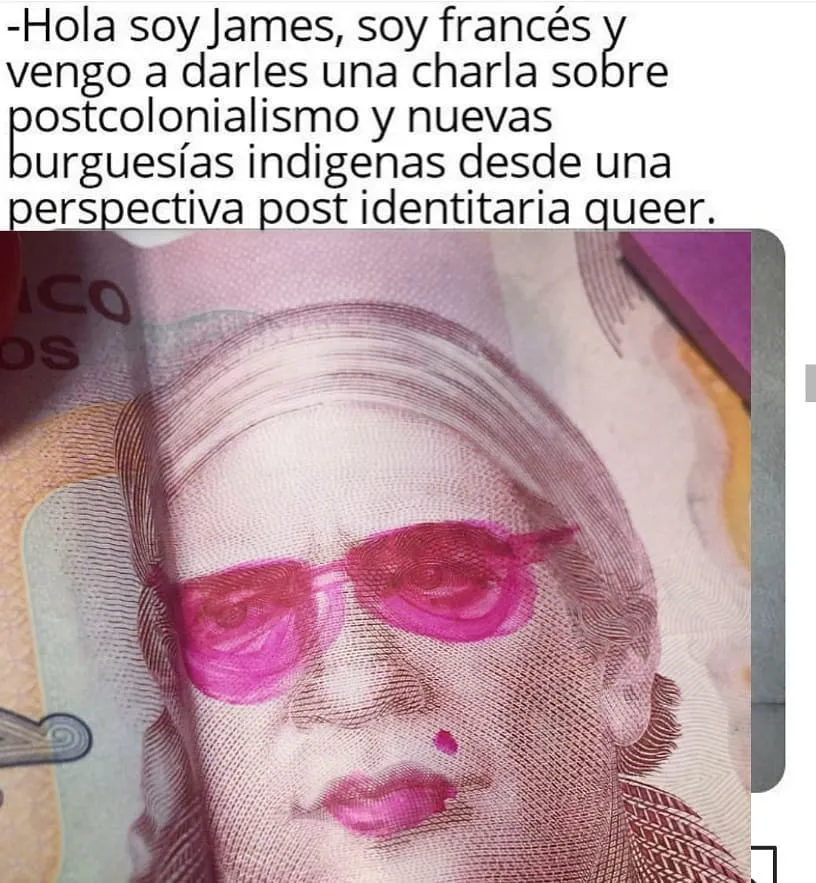 -Hola soy James, soy francés y
vengo a darles una charla sobre
postcolonialismo y nuevas
burguesías indigenas desde una
perspectiva post identitaria queer.
ICO
OS